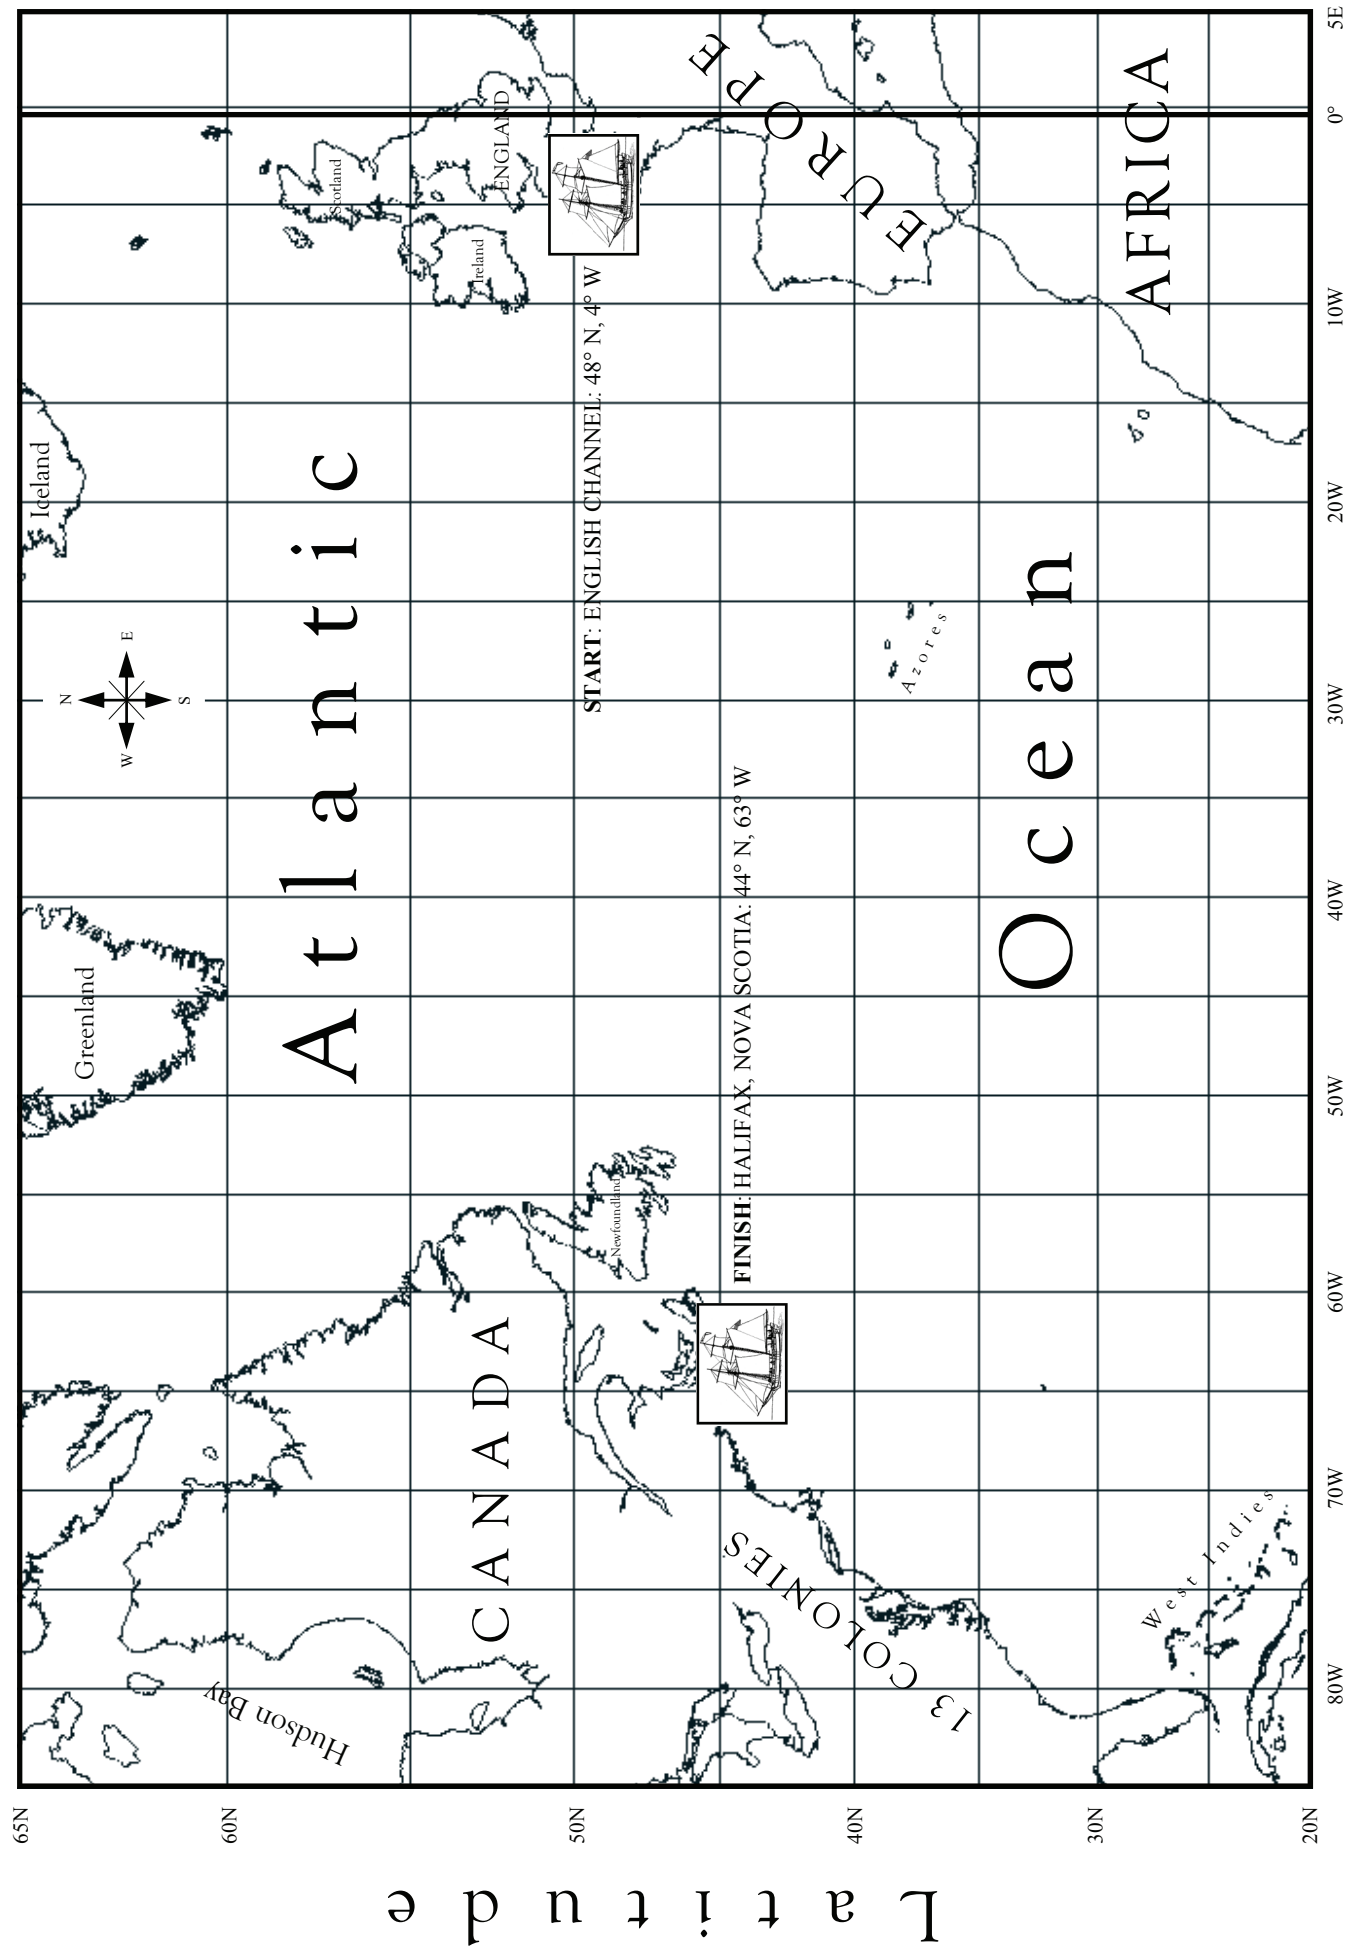 65N
60N
50N
40N
30N
20N
Latitude
80W
70W
60W
50W
40W
30W
20W
10W
0°
5E
Greenland
Iceland
N
W
E
S
Hudson Bay
CANADA
Newfoundland
Atlantic
Ocean
Scotland
Ireland
ENGLAND
START: ENGLISH CHANNEL: 48° N, 4° W
FINISH: HALIFAX, NOVA SCOTIA: 44° N, 63° W
EUROPE
AFRICA
Azores
13 COLONIES
West Indies